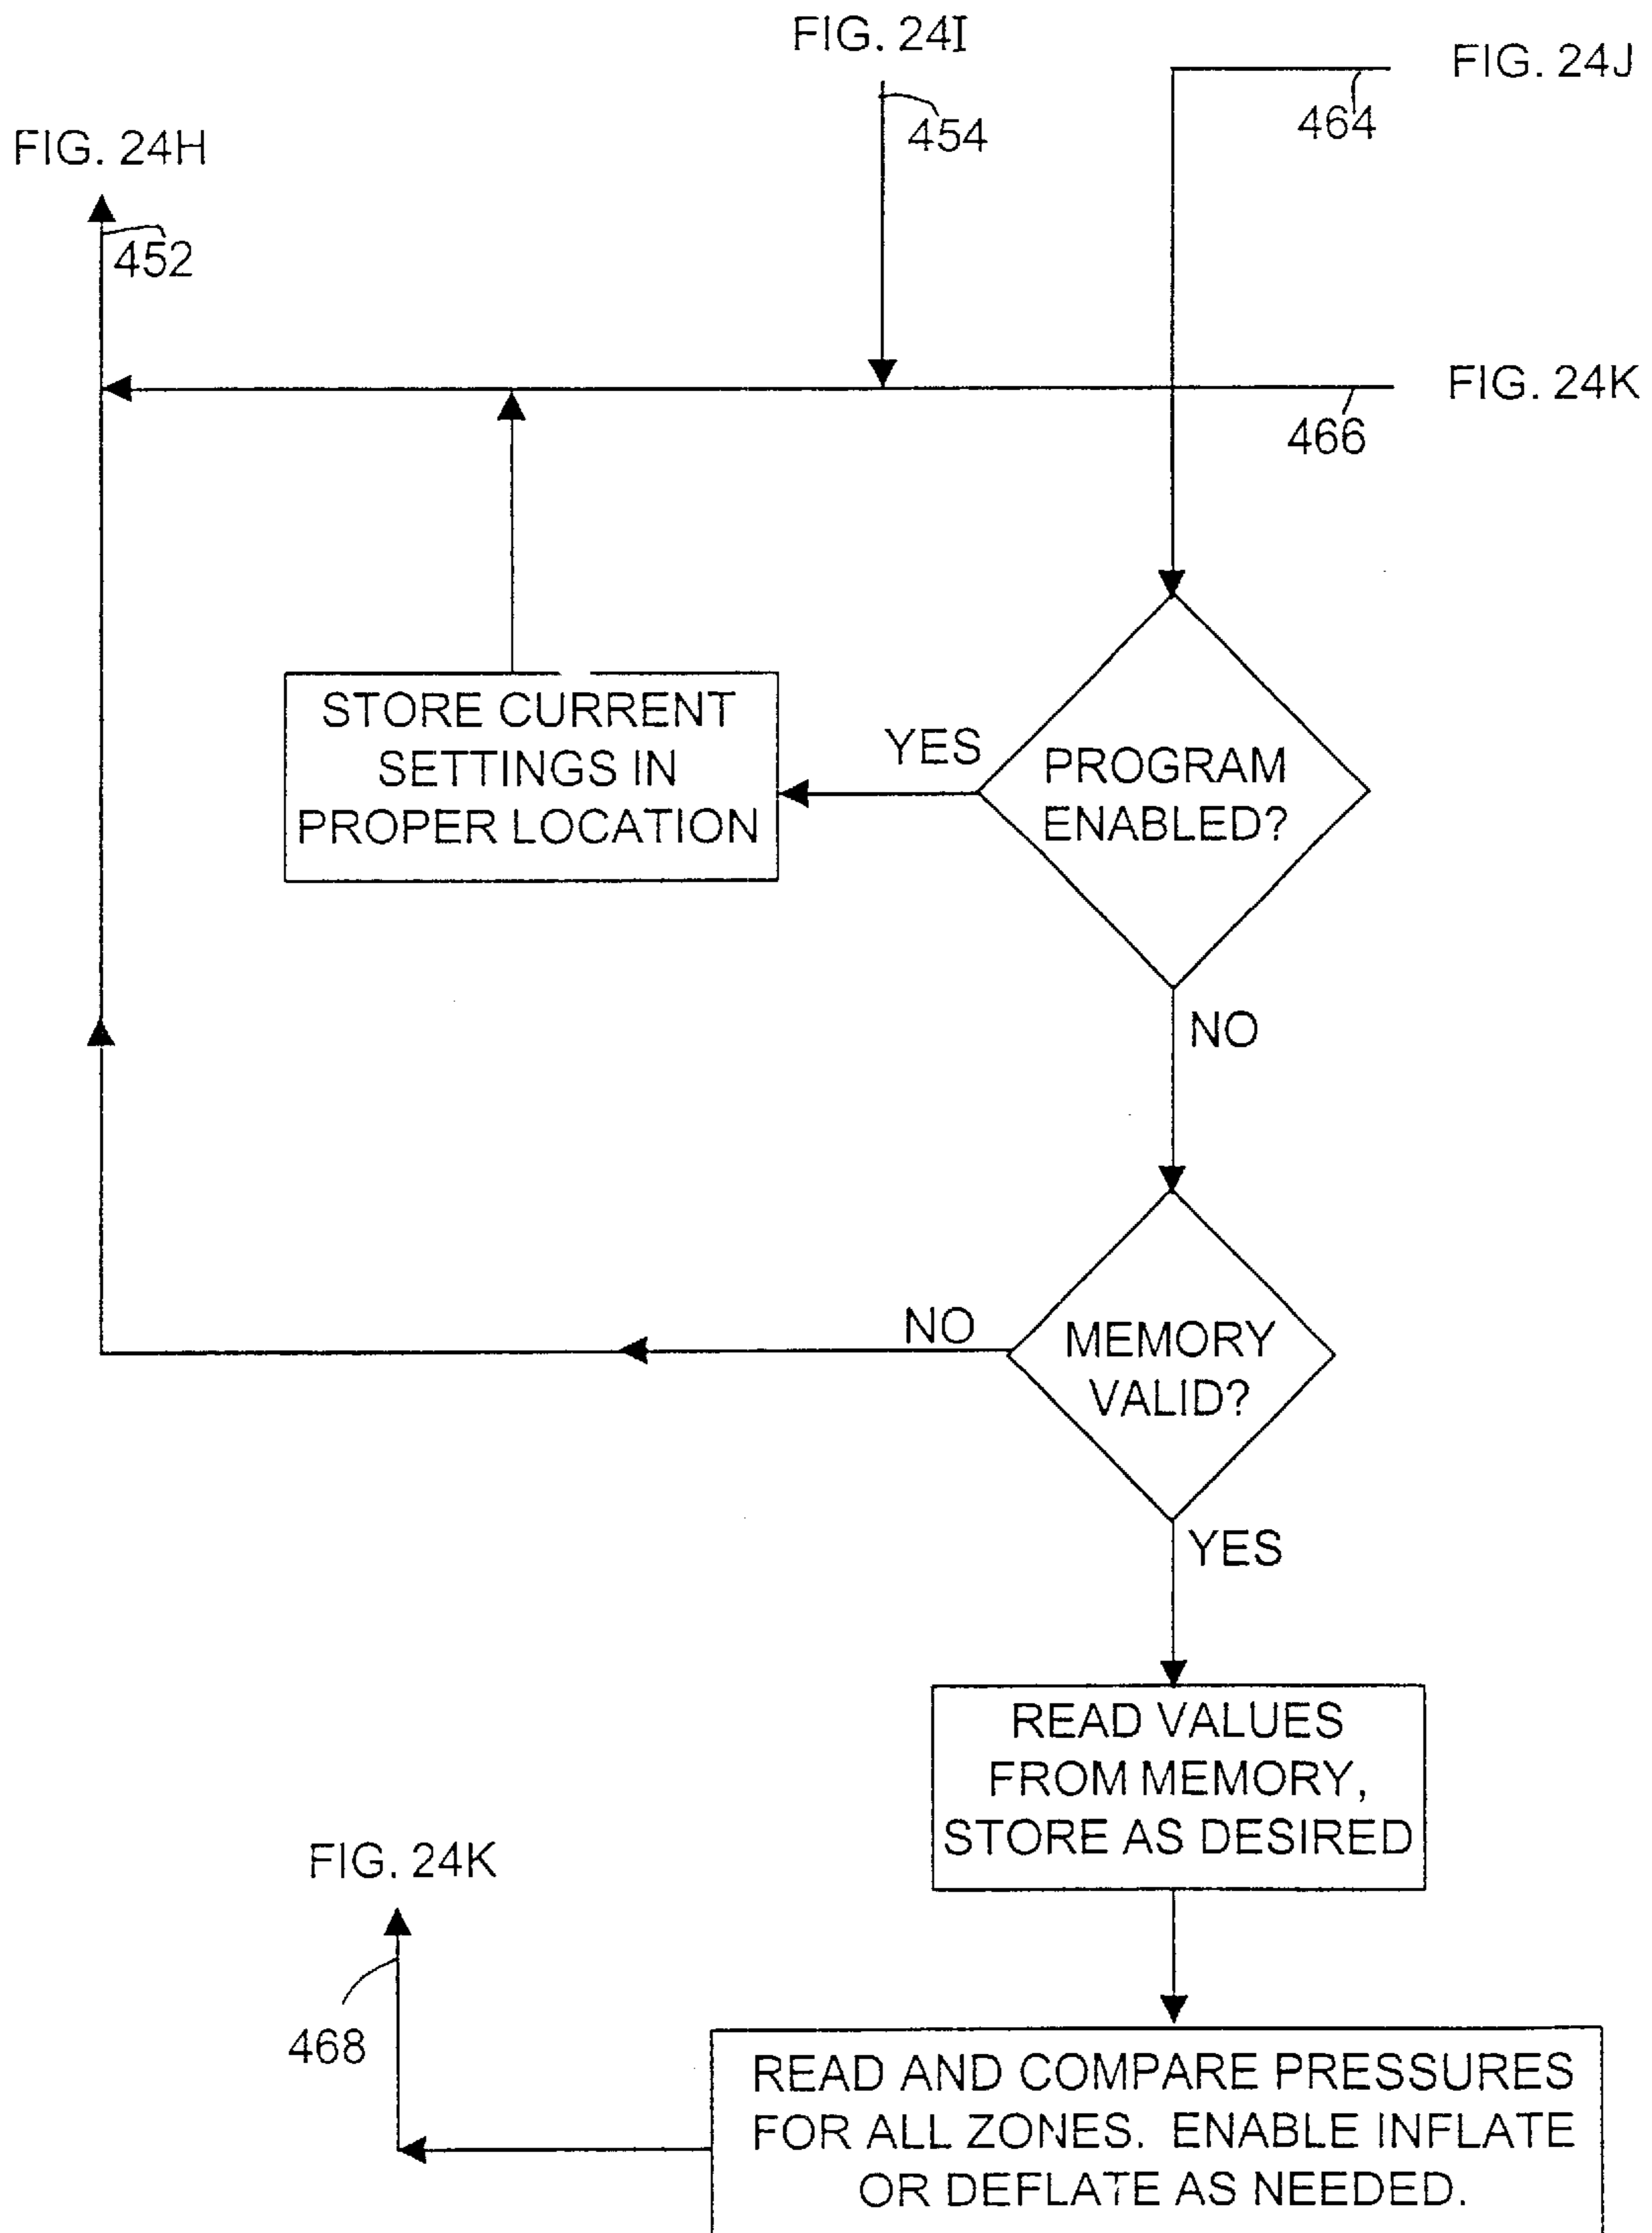 FIG. 24I
FIG. 24J
454
464
FIG. 24H
452
FIG. 24K
466
STORE CURRENT
SETTINGS IN
PROPER LOCATION
YES
PROGRAM
ENABLED?
NO
NO
MEMORY
VALID?
YES
READ VALUES
FROM MEMORY,
STORE AS DESIRED
FIG. 24K
468
READ AND COMPARE PRESSURES
FOR ALL ZONES. ENABLE INFLATE
OR DEFLATE AS NEEDED.